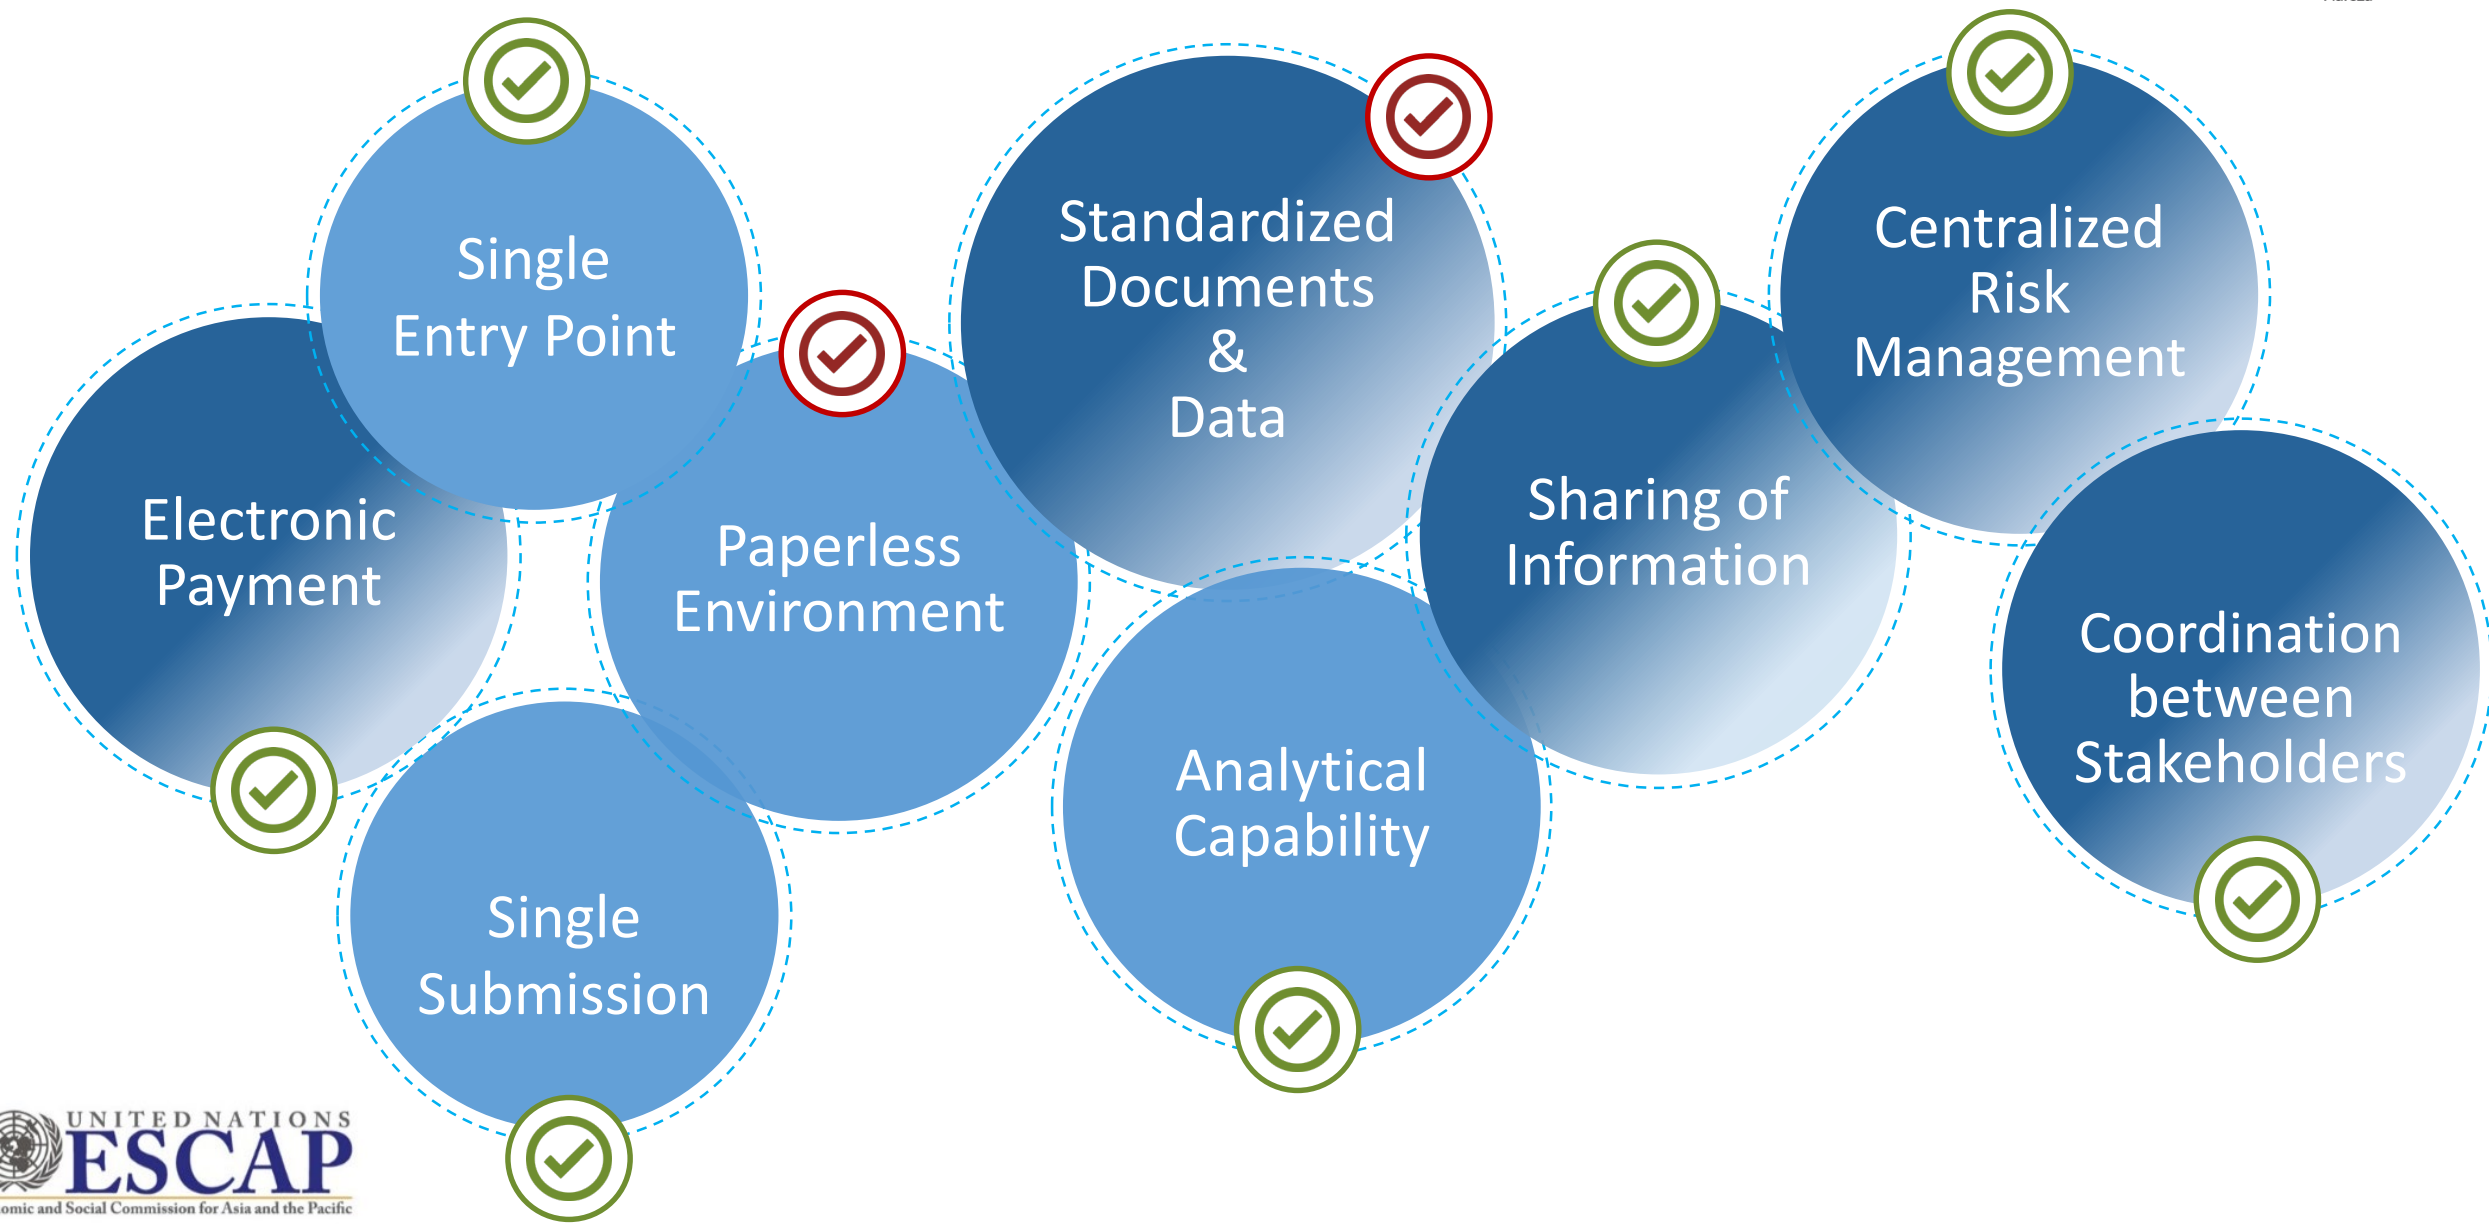 Single
Entry Point
Electronic
Payment
Paperless
Environment
Single
Submission
Standardized
Documents
&
Data
Analytical
Capability
Sharing of
Information
Centralized
Risk
Management
Coordination
between
Stakeholders
UNITED NATIONS
ESCAP
omic and Social Commission for Asia and the Pacific